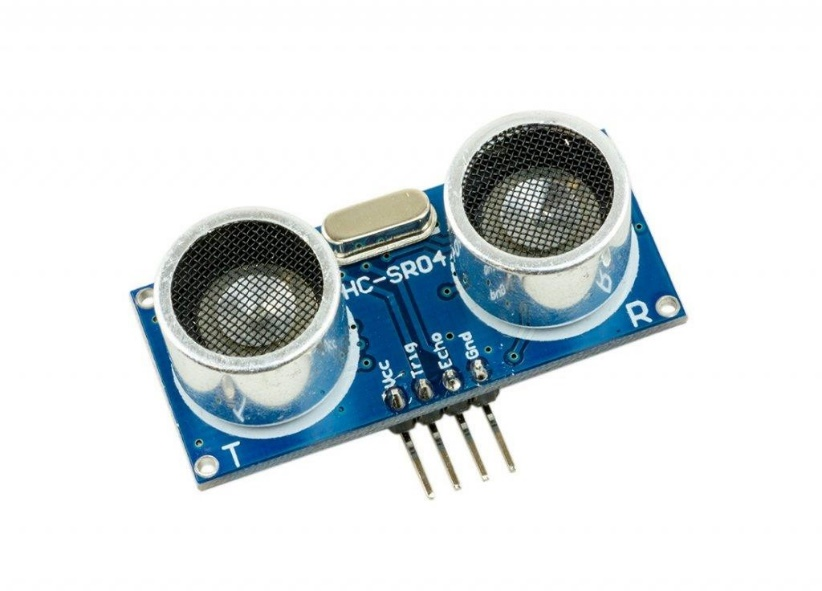 HC-SR04
Vcc
Trig
Echo
Gnd
T
R